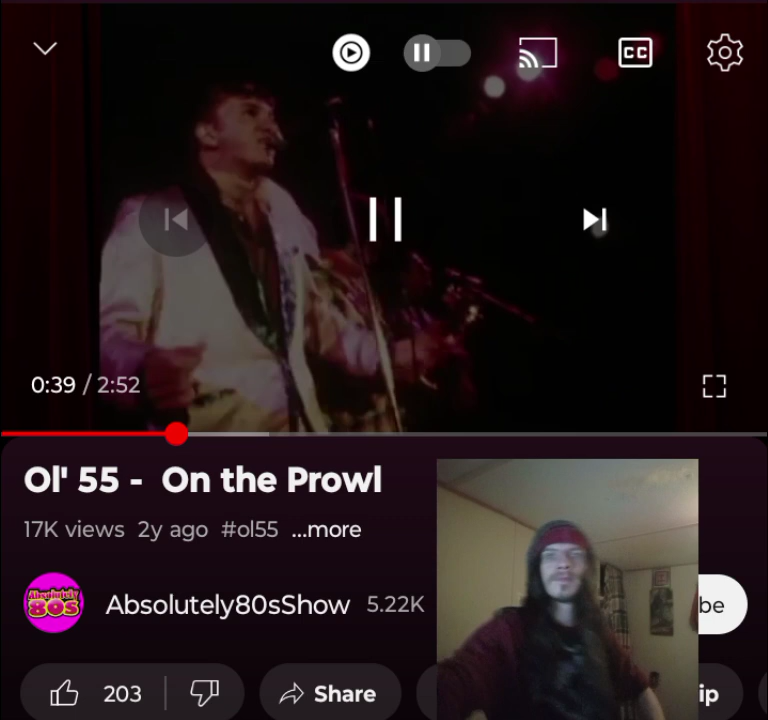 CC
0:39 / 2:52
Ol' 55 - On the Prowl
17K views 2y ago #ol55 ...more
Absolutely 80s
Absolutely80sShow 5.22K
be
203 Share ip